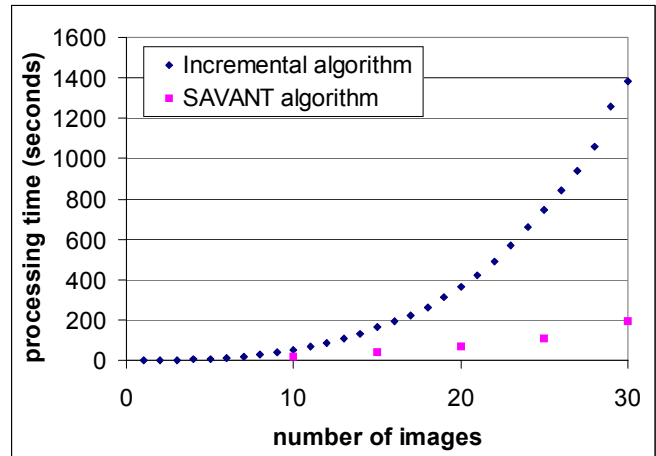 1600
1400
1200
1000
800
600
400
200
0
Incremental algorithm
SAVANT algorithm
processing time (seconds)
0 10 20 30
number of images